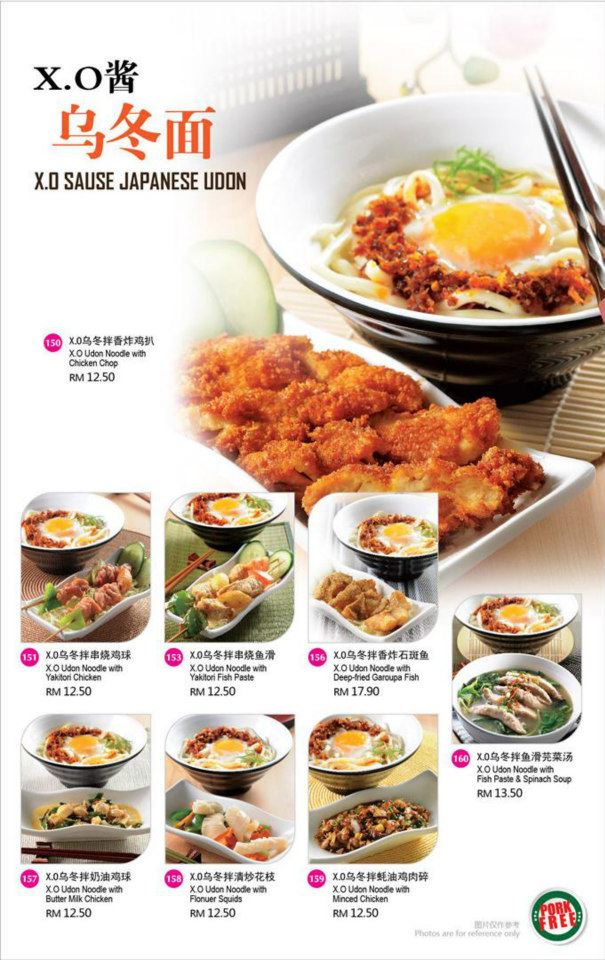 X.O酱
乌冬面
X.O SAUSE JAPANESE UDON
150 X.O乌冬拌香炸鸡扒
X.O Udon Noodle with
Chicken Chop
RM 12.50
151 X.O乌冬拌串烧鸡球
X.O Udon Noodle with
Yakitori Chicken
RM 12.50
153 X.O乌冬拌串烧鱼滑
X.O Udon Noodle with
Yakitori Fish Paste
RM 12.50
156 X.O乌冬拌香炸石斑鱼
X.O Udon Noodle with
Deep-fried Garoupa Fish
RM 17.90
160 X.O乌冬拌鱼滑苋菜汤
X.O Udon Noodle with
Fish Paste & Spinach Soup
RM 13.50
157 X.O乌冬拌奶油鸡球
X.O Udon Noodle with
Butter Milk Chicken
RM 12.50
158 X.O乌冬拌清炒花枝
X.O Udon Noodle with
Flonuer Squids
RM 12.50
159 X.O乌冬拌蚝油鸡肉碎
X.O Udon Noodle with
Minced Chicken
RM 12.50
图片仅作参考
Photos are for reference only
PORK
FREE